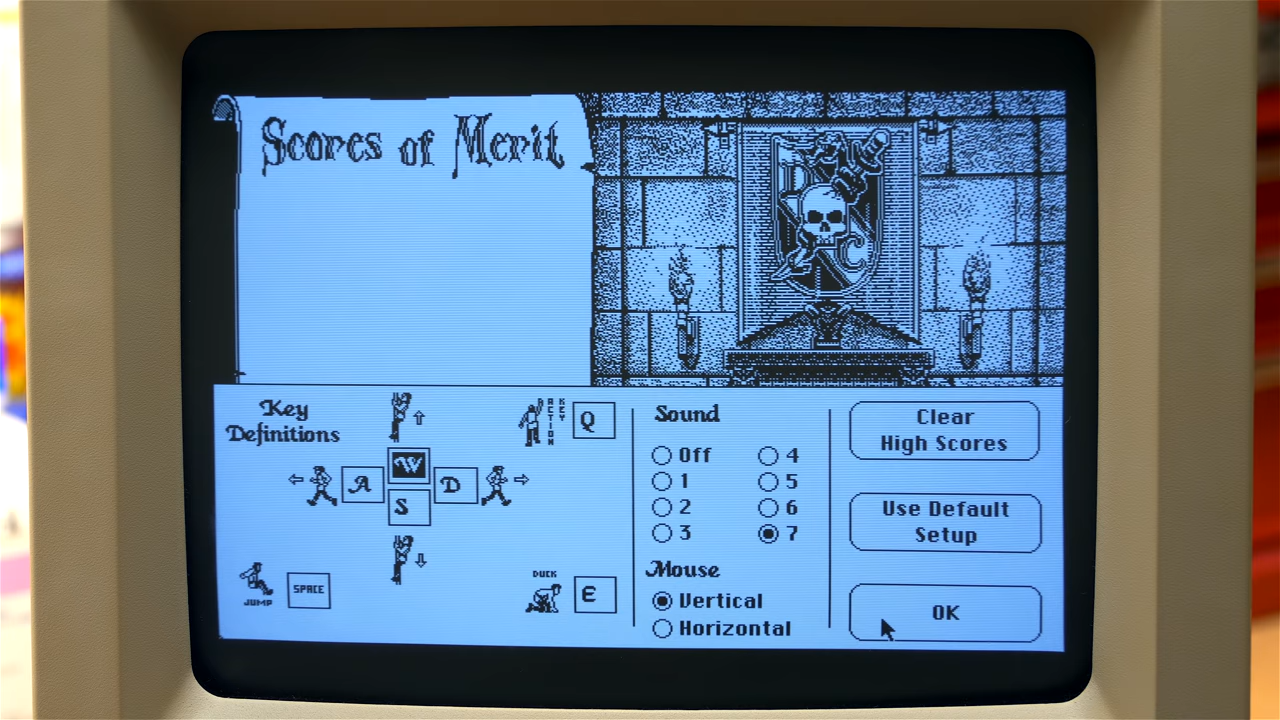 Scores of Merit
D
C
Key
Definitions
ACTION
KEY
Q
W
A
D
S
JUMP
SPACE
DUCK
E
Sound
Off
1
2
3
4
5
6
7
Mouse
Vertical
Horizontal
Clear
High Scores
Use Default
Setup
OK